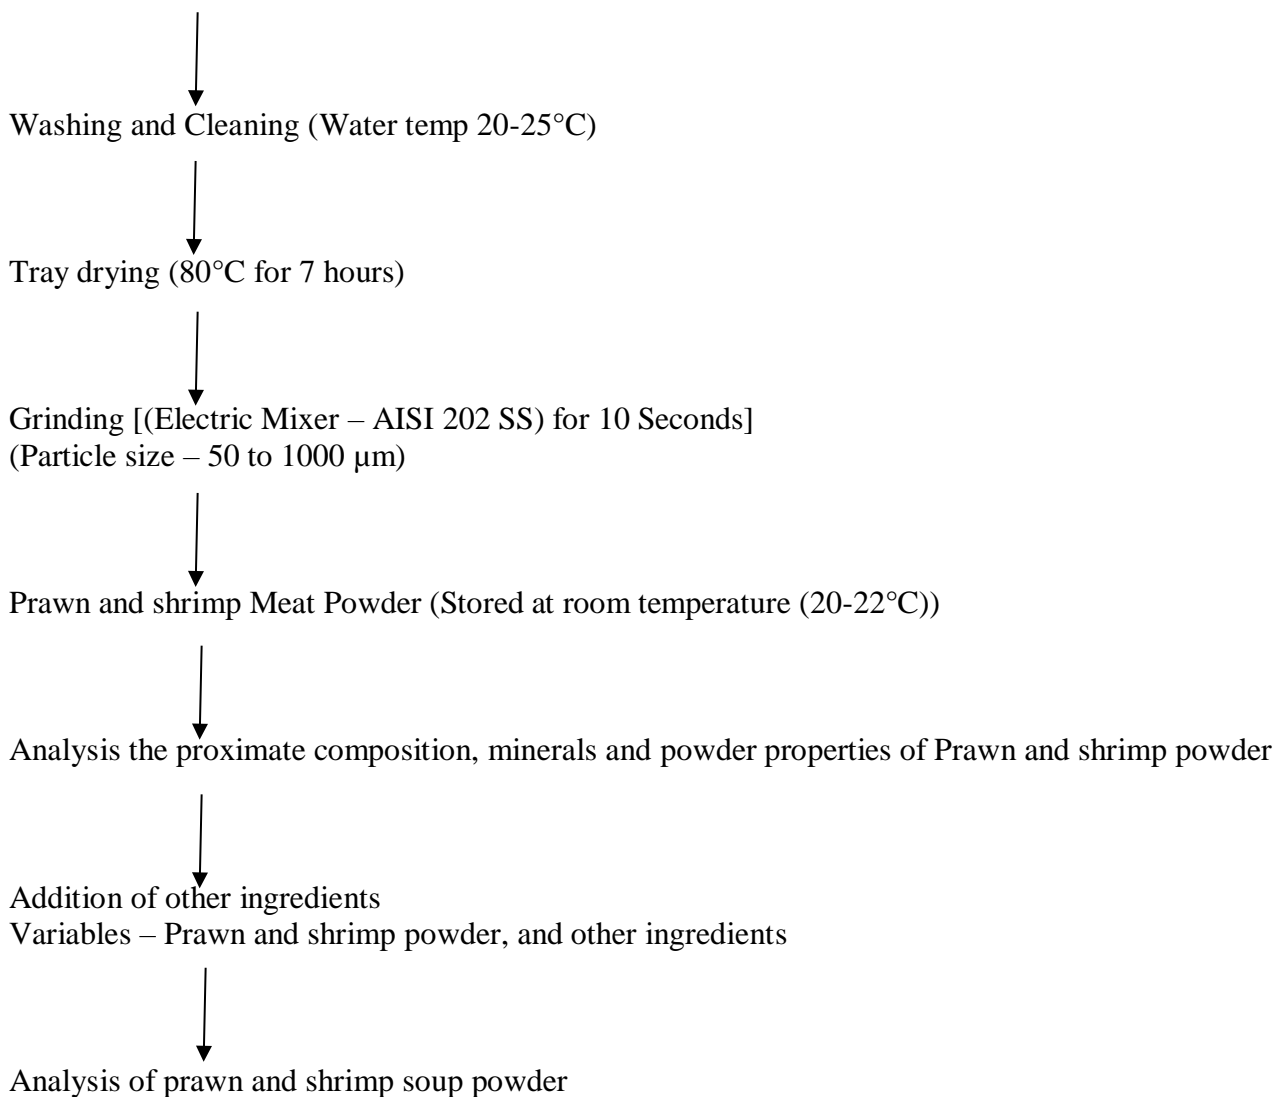 Washing and Cleaning (Water temp 20-25°C)
Tray drying (80°C for 7 hours)
Grinding [(Electric Mixer – AISI 202 SS) for 10 Seconds]
(Particle size – 50 to 1000 µm)
Prawn and shrimp Meat Powder (Stored at room temperature (20-22°C))
Analysis the proximate composition, minerals and powder properties of Prawn and shrimp powder
Addition of other ingredients
Variables – Prawn and shrimp powder, and other ingredients
Analysis of prawn and shrimp soup powder